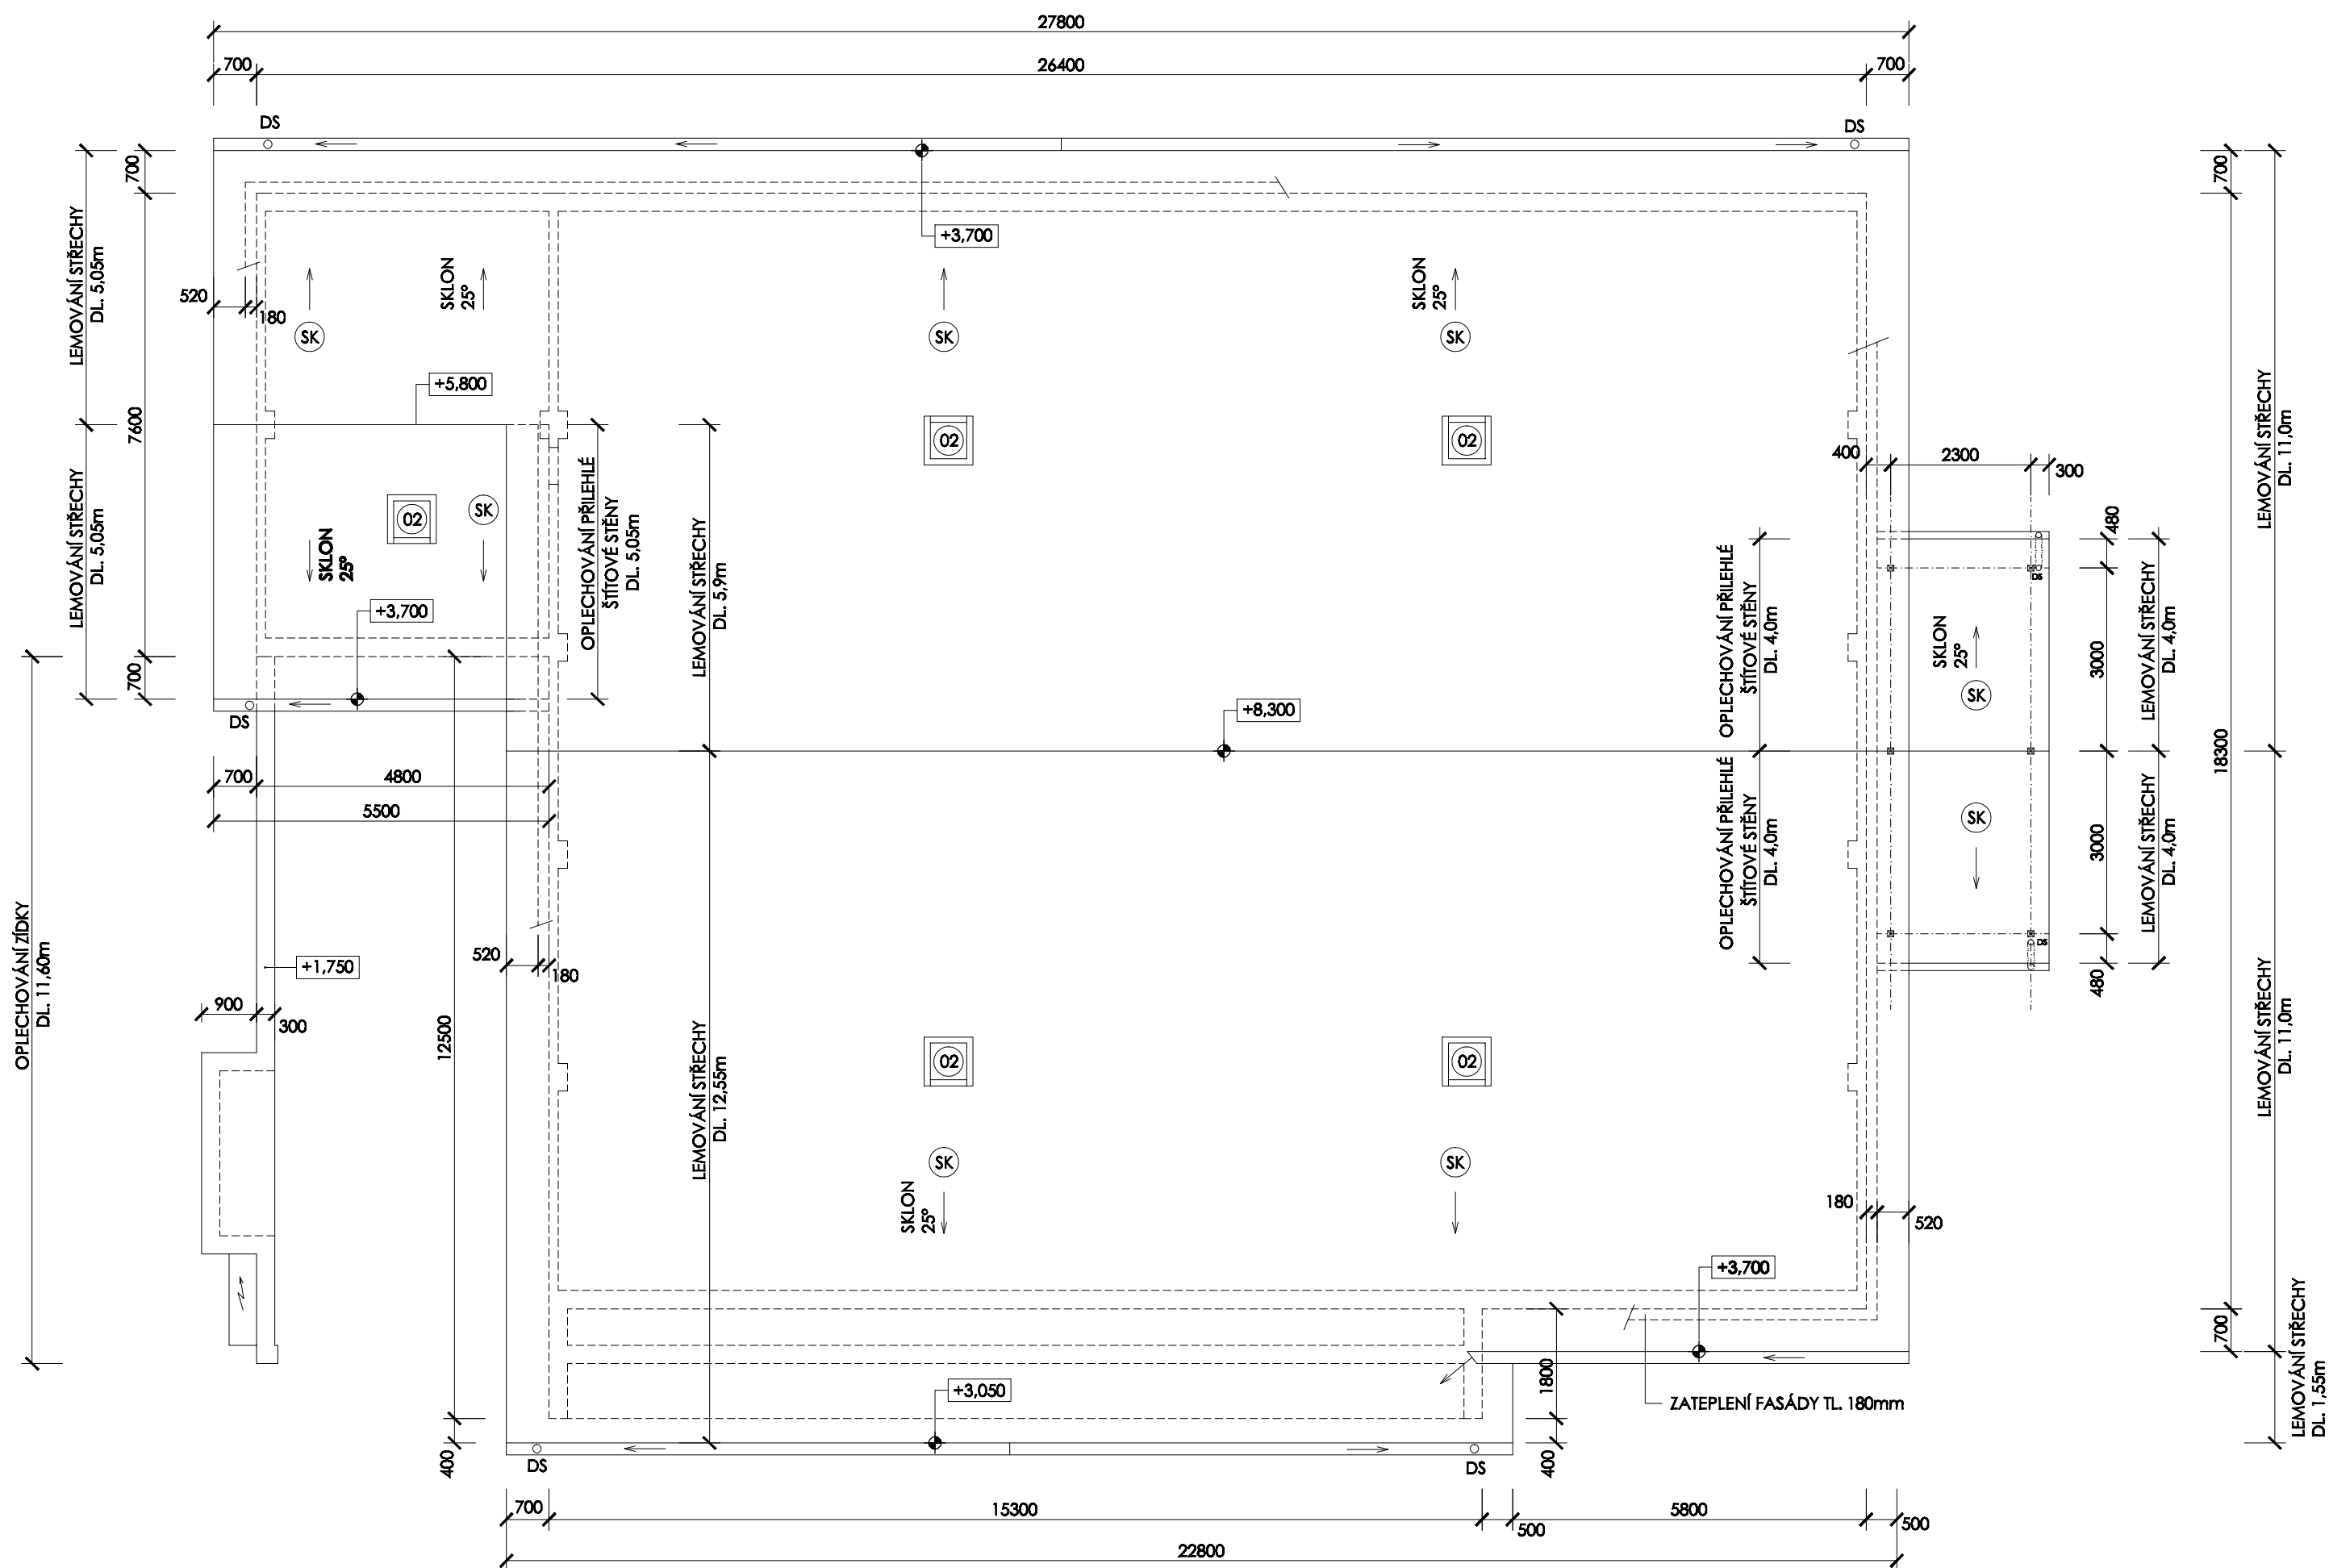 27800
700
26400
700
DS
DS
700
700
+3,700
LEMOVÁNÍ STŘECHY
DL. 5,05m
SKLON
25°
SKLON
25°
520
180
SK
SK
SK
+5,800
7600
LEMOVÁNÍ STŘECHY
DL. 11,0m
02
02
400
2300
300
LEMOVÁNÍ STŘECHY
DL. 5,05m
02
SK
SKLON
25°
OPLECHOVÁNÍ PŘILEHLÉ
ŠTÍTOVÉ STĚNY
DL. 5,05m
LEMOVÁNÍ STŘECHY
DL. 5,9m
480
DS
OPLECHOVÁNÍ PŘILEHLÉ
ŠTÍTOVÉ STĚNY
DL. 4,0m
SKLON
25°
3000
LEMOVÁNÍ STŘECHY
DL. 4,0m
+3,700
700
SK
DS
+8,300
18300
700
4800
5500
OPLECHOVÁNÍ PŘILEHLÉ
ŠTÍTOVÉ STĚNY
DL. 4,0m
SK
3000
LEMOVÁNÍ STŘECHY
DL. 4,0m
OPLECHOVÁNÍ ZÍDKY
DL. 11,60m
+1,750
520
180
DS
480
900
300
12500
LEMOVÁNÍ STŘECHY
DL. 12,55m
LEMOVÁNÍ STŘECHY
DL. 11,0m
02
02
SK
SK
SKLON
25°
180
520
+3,700
700
LEMOVÁNÍ STŘECHY
DL. 1,55m
+3,050
1800
ZATEPLENÍ FASÁDY TL. 180mm
400
400
DS
DS
700
15300
500
5800
500
22800